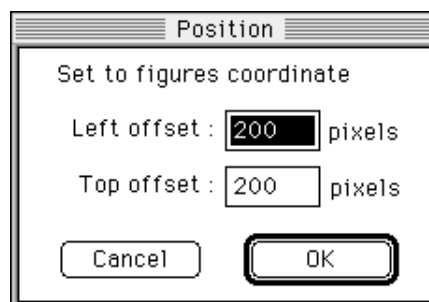 Position
Set to figures coordinate
Left offset : 200 pixels
Top offset : 200 pixels
Cancel OK